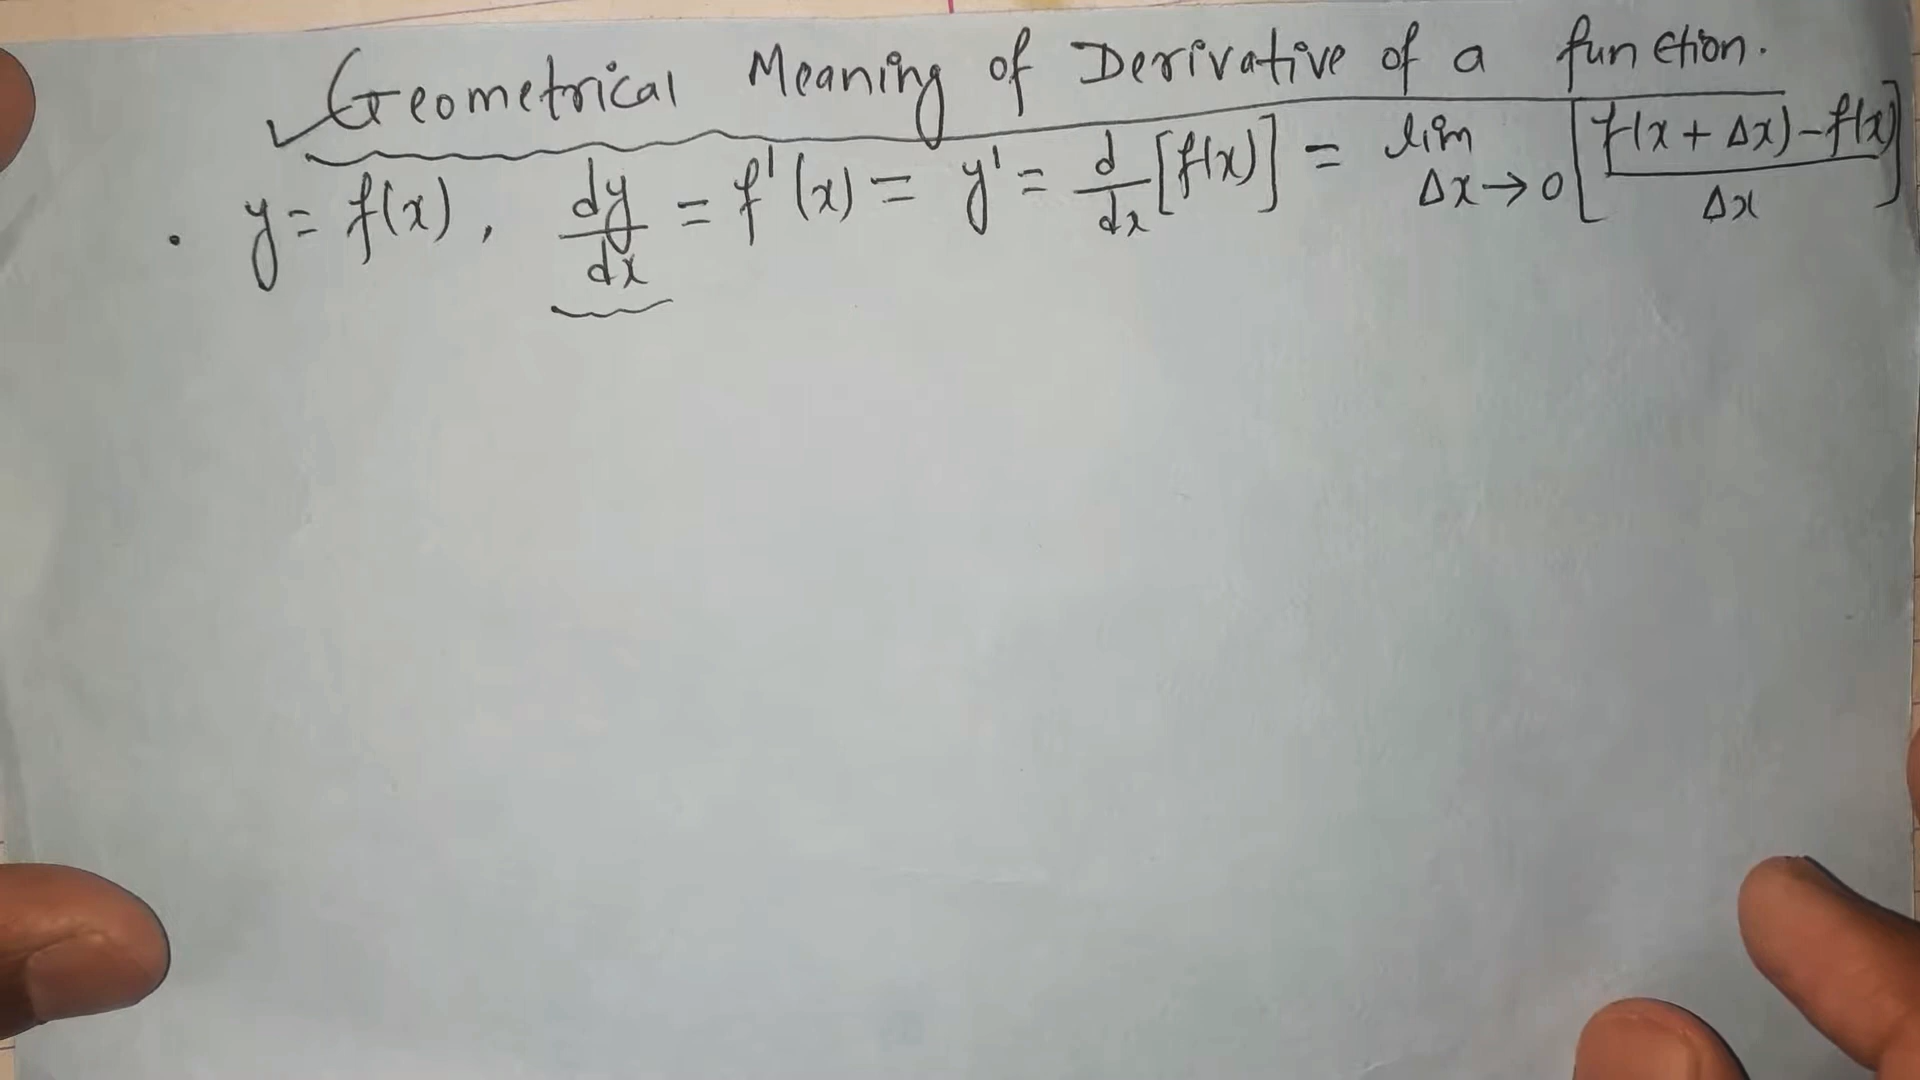 Geometrical Meaning of Derivative of a function.
. y = f(x), dy/dx = f'(x) = y' = d/dx [f(x)] = lim Δx→0 [f(x + Δx) - f(x) / Δx]